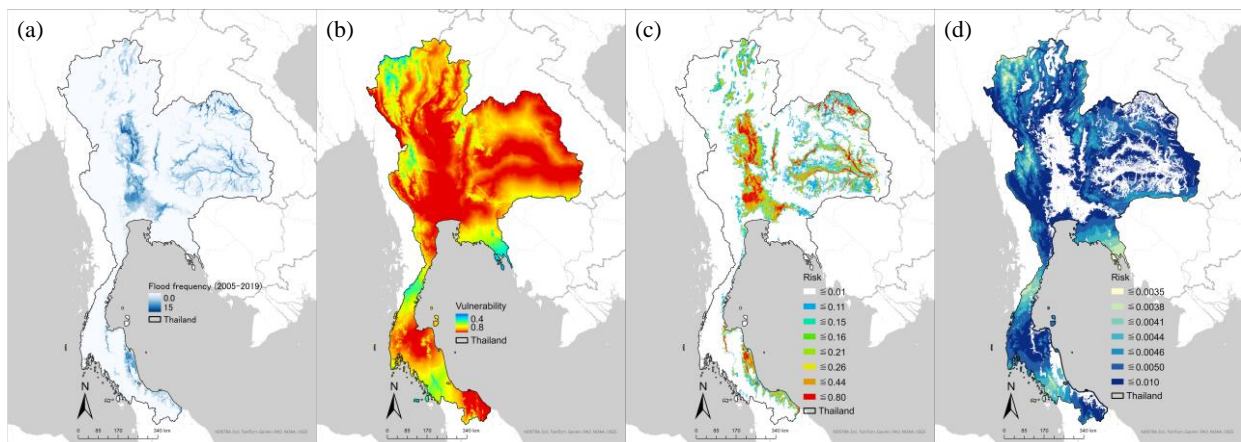 (a)
Flood frequency (2005-2019)
0.0
15
Thailand
N
0 85 170 340 km
(b)
Vulnerability
0.4
0.8
Thailand
N
0 85 170 340 km
(c)
Risk
≦0.01
≦0.11
≦0.15
≦0.16
≦0.21
≦0.26
≦0.44
≦0.80
Thailand
N
0 85 170 340 km
(d)
Risk
≦0.0035
≦0.0038
≦0.0041
≦0.0044
≦0.0046
≦0.0050
≦0.010
Thailand
N
0 85 170 340 km